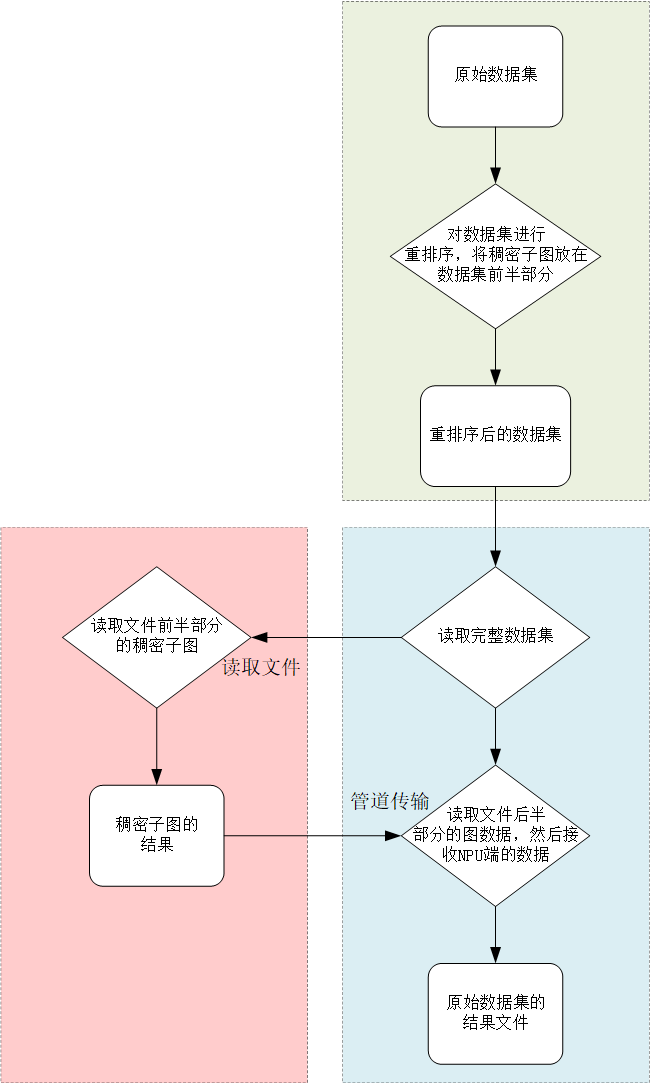 原始数据集
对数据集进行
重排序，将稠密子图放在
数据集前半部分
重排序后的数据集
读取完整数据集
读取文件前半部分
的稠密子图
读取文件
稠密子图的
结果
管道传输
读取文件后半
部分的图数据，然后接
收NPU端的数据
原始数据集的
结果文件